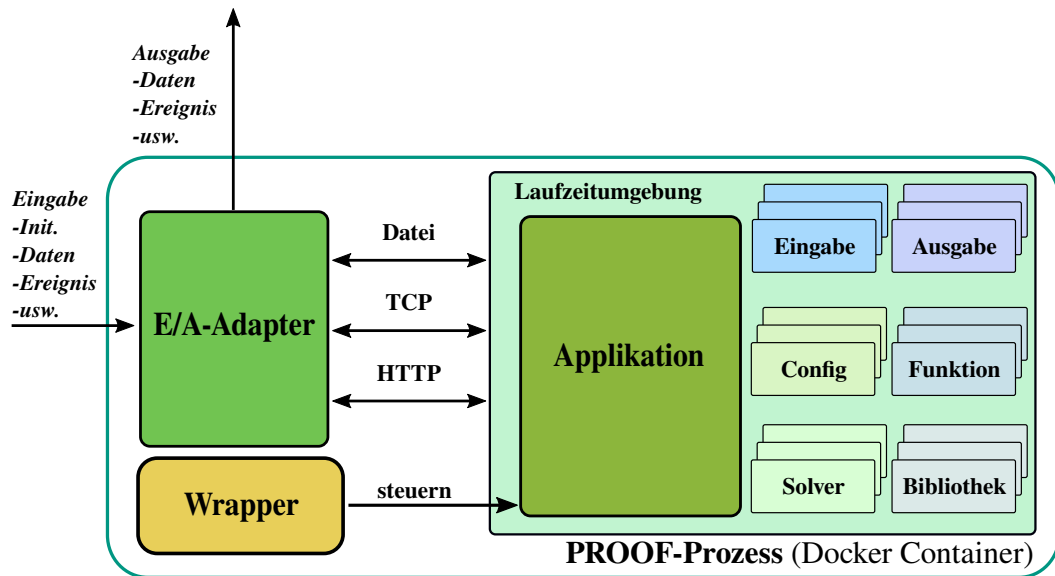 Ausgabe
-Daten
-Ereignis
-usw.
Eingabe
-Init.
-Daten
-Ereignis
-usw.
E/A-Adapter
Datei
TCP
HTTP
Wrapper
steuern
Laufzeitumgebung
Applikation
Eingabe
Ausgabe
Config
Funktion
Solver
Bibliothek
PROOF-Prozess (Docker Container)